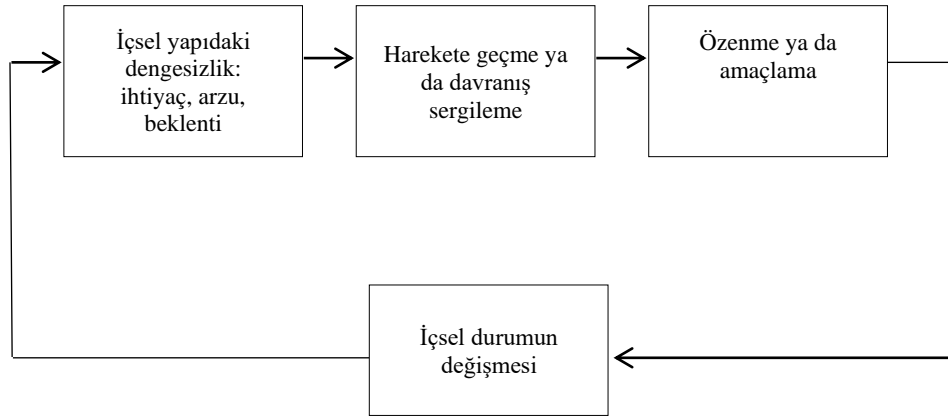 İçsel yapıdaki
dengesizlik:
ihtiyaç, arzu,
beklenti
Harekete geçme ya
da davranış
sergileme
Özenme ya da
amaçlama
İçsel durumun
değişmesi